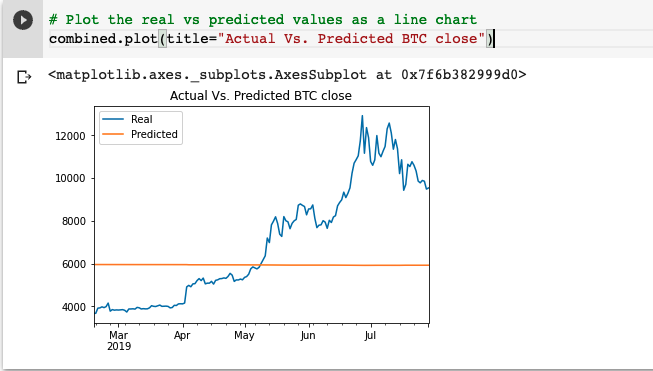 # Plot the real vs predicted values as a line chart
combined.plot(title="Actual Vs. Predicted BTC close")
<matplotlib.axes._subplots.AxesSubplot at 0x7f6b382999d0>
Actual Vs. Predicted BTC close
Real
Predicted
12000
10000
8000
6000
4000
Mar Apr May Jun Jul
2019